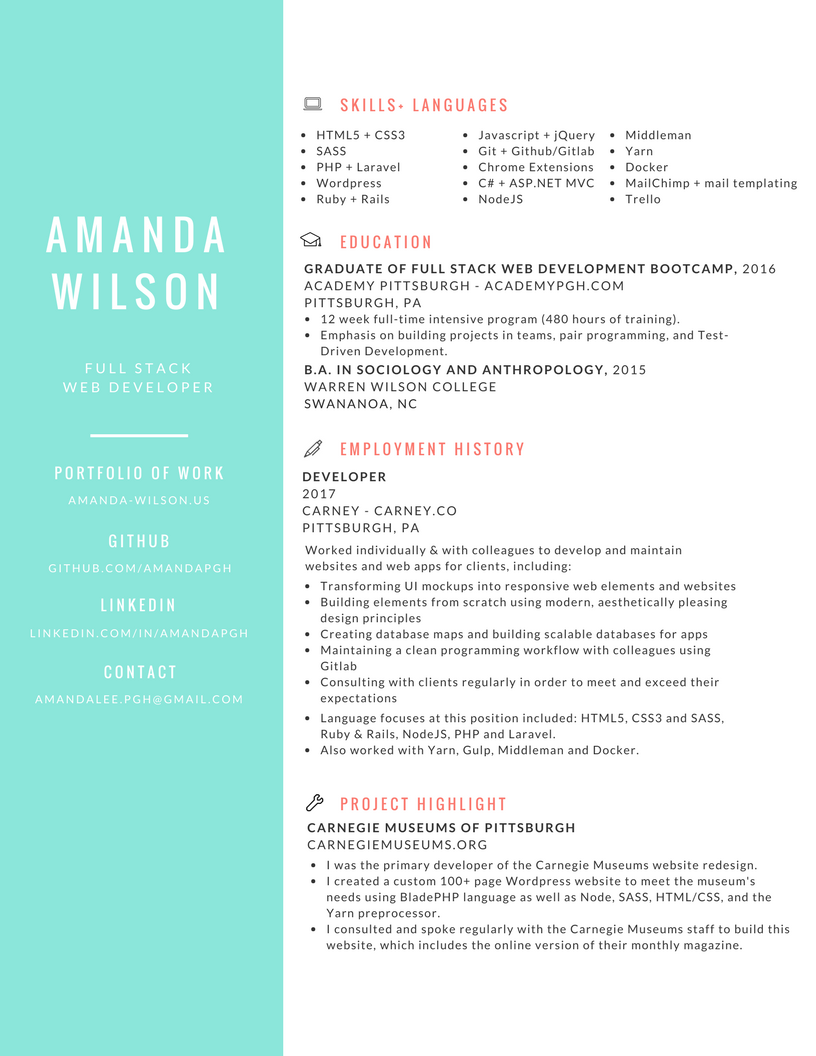 AMANDA
WILSON
FULL STACK
WEB DEVELOPER
PORTFOLIO OF WORK
AMANDA-WILSON.US
GITHUB
GITHUB.COM/AMANDAPGH
LINKEDIN
LINKEDIN.COM/IN/AMANDAPGH
CONTACT
AMANDALEE.PGH@GMAIL.COM
SKILLS+ LANGUAGES
• HTML5 + CSS3
• SASS
• PHP + Laravel
• Wordpress
• Ruby + Rails
• Javascript + jQuery
• Git + Github/Gitlab
• Chrome Extensions
• C# + ASP.NET MVC
• NodeJS
• Middleman
• Yarn
• Docker
• MailChimp + mail templating
• Trello
EDUCATION
GRADUATE OF FULL STACK WEB DEVELOPMENT BOOTCAMP, 2016
ACADEMY PITTSBURGH - ACADEMYPGH.COM
PITTSBURGH, PA
• 12 week full-time intensive program (480 hours of training).
• Emphasis on building projects in teams, pair programming, and Test-
Driven Development.
B.A. IN SOCIOLOGY AND ANTHROPOLOGY, 2015
WARREN WILSON COLLEGE
SWANANOA, NC
EMPLOYMENT HISTORY
DEVELOPER
2017
CARNEY - CARNEY.CO
PITTSBURGH, PA
Worked individually & with colleagues to develop and maintain
websites and web apps for clients, including:
• Transforming UI mockups into responsive web elements and websites
• Building elements from scratch using modern, aesthetically pleasing
design principles
• Creating database maps and building scalable databases for apps
• Maintaining a clean programming workflow with colleagues using
Gitlab
• Consulting with clients regularly in order to meet and exceed their
expectations
• Language focuses at this position included: HTML5, CSS3 and SASS,
Ruby & Rails, NodeJS, PHP and Laravel.
• Also worked with Yarn, Gulp, Middleman and Docker.
PROJECT HIGHLIGHT
CARNEGIE MUSEUMS OF PITTSBURGH
CARNEGIEMUSEUMS.ORG
• I was the primary developer of the Carnegie Museums website redesign.
• I created a custom 100+ page Wordpress website to meet the museum's
needs using BladePHP language as well as Node, SASS, HTML/CSS, and the
Yarn preprocessor.
• I consulted and spoke regularly with the Carnegie Museums staff to build this
website, which includes the online version of their monthly magazine.